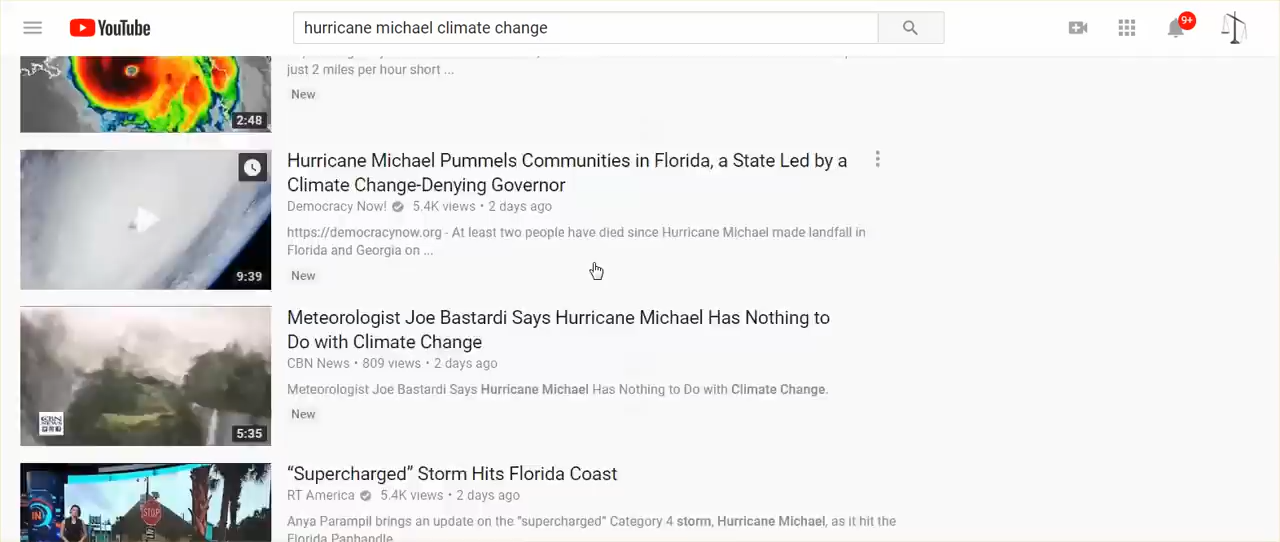 YouTube
hurricane michael climate change
9+
just 2 miles per hour short ...
New
2:48
Hurricane Michael Pummels Communities in Florida, a State Led by a
Climate Change-Denying Governor
Democracy Now! 5.4K views • 2 days ago
https://democracynow.org - At least two people have died since Hurricane Michael made landfall in
Florida and Georgia on ...
New
9:39
Meteorologist Joe Bastardi Says Hurricane Michael Has Nothing to
Do with Climate Change
CBN News • 809 views • 2 days ago
Meteorologist Joe Bastardi Says Hurricane Michael Has Nothing to Do with Climate Change.
New
CBN
NEWS
5:35
“Supercharged” Storm Hits Florida Coast
RT America 5.4K views • 2 days ago
Anya Parampil brings an update on the "supercharged" Category 4 storm, Hurricane Michael, as it hit the
Florida Panhandle
IN
STOP